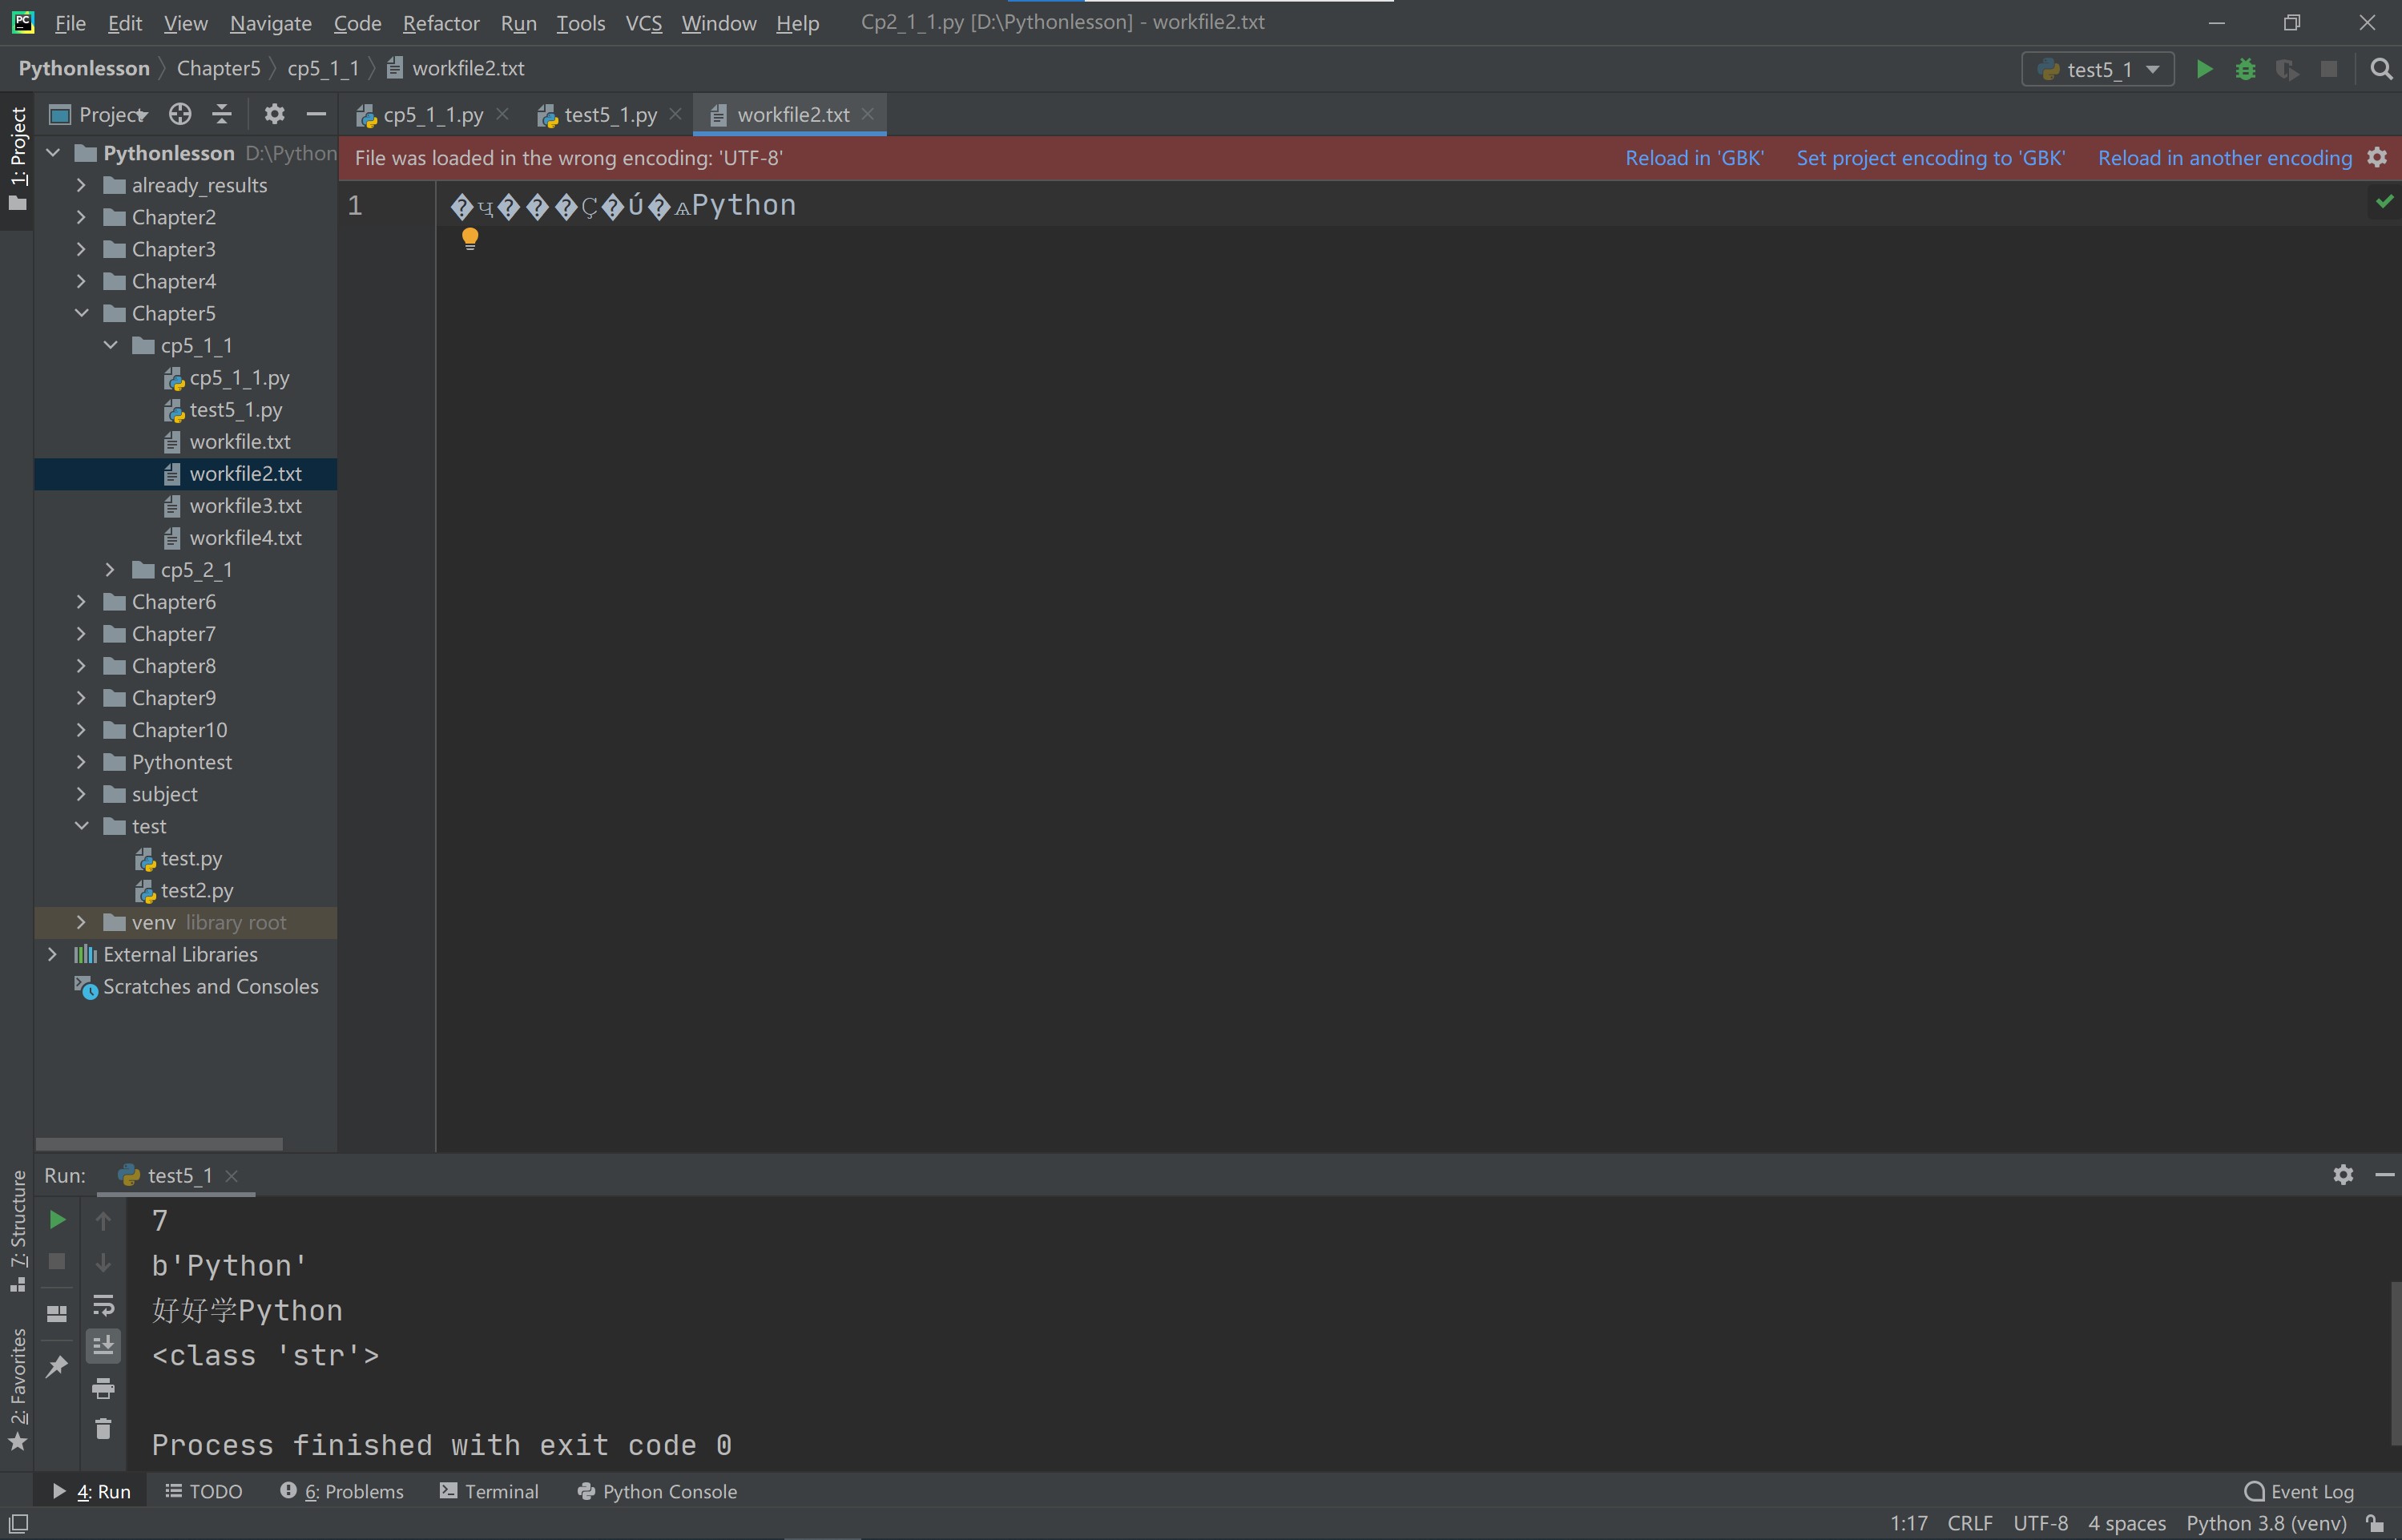 File Edit View Navigate Code Refactor Run Tools VCS Window Help Cp2_1_1.py [D:\Pythonlesson] - workfile2.txt
Pythonlesson Chapter5 cp5_1_1 workfile2.txt
test5_1
1: Project
Project
cp5_1_1.py test5_1.py workfile2.txt
Pythonlesson D:\Python
File was loaded in the wrong encoding: 'UTF-8' Reload in 'GBK' Set project encoding to 'GBK' Reload in another encoding
already_results
Chapter2
Chapter3
Chapter4
Chapter5
cp5_1_1
cp5_1_1.py
test5_1.py
workfile.txt
workfile2.txt
workfile3.txt
workfile4.txt
cp5_2_1
Chapter6
Chapter7
Chapter8
Chapter9
Chapter10
Pythontest
subject
test
test.py
test2.py
venv library root
External Libraries
Scratches and Consoles
1 �ҷ���Ç�ú�ѧPython
Run: test5_1
7
b'Python'
好好学Python
<class 'str'>
Process finished with exit code 0
7: Structure
2: Favorites
4: Run TODO 6: Problems Terminal Python Console Event Log
1:17 CRLF UTF-8 4 spaces Python 3.8 (venv)